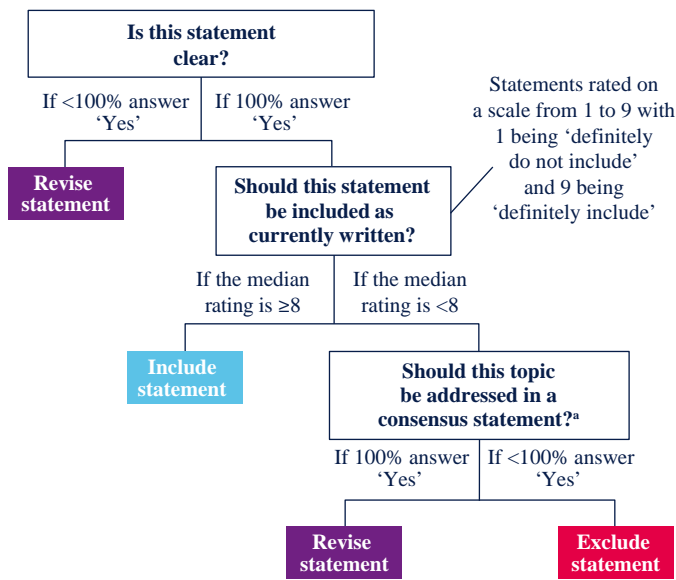 Is this statement
clear?
If <100% answer
‘Yes’
If 100% answer
‘Yes’
Statements rated on
a scale from 1 to 9 with
1 being ‘definitely
do not include’
and 9 being
‘definitely include’
Revise
statement
Should this statement
be included as
currently written?
If the median
rating is ≥8
If the median
rating is <8
Include
statement
Should this topic
be addressed in a
consensus statement?ᵃ
If 100% answer
‘Yes’
If <100% answer
‘Yes’
Revise
statement
Exclude
statement